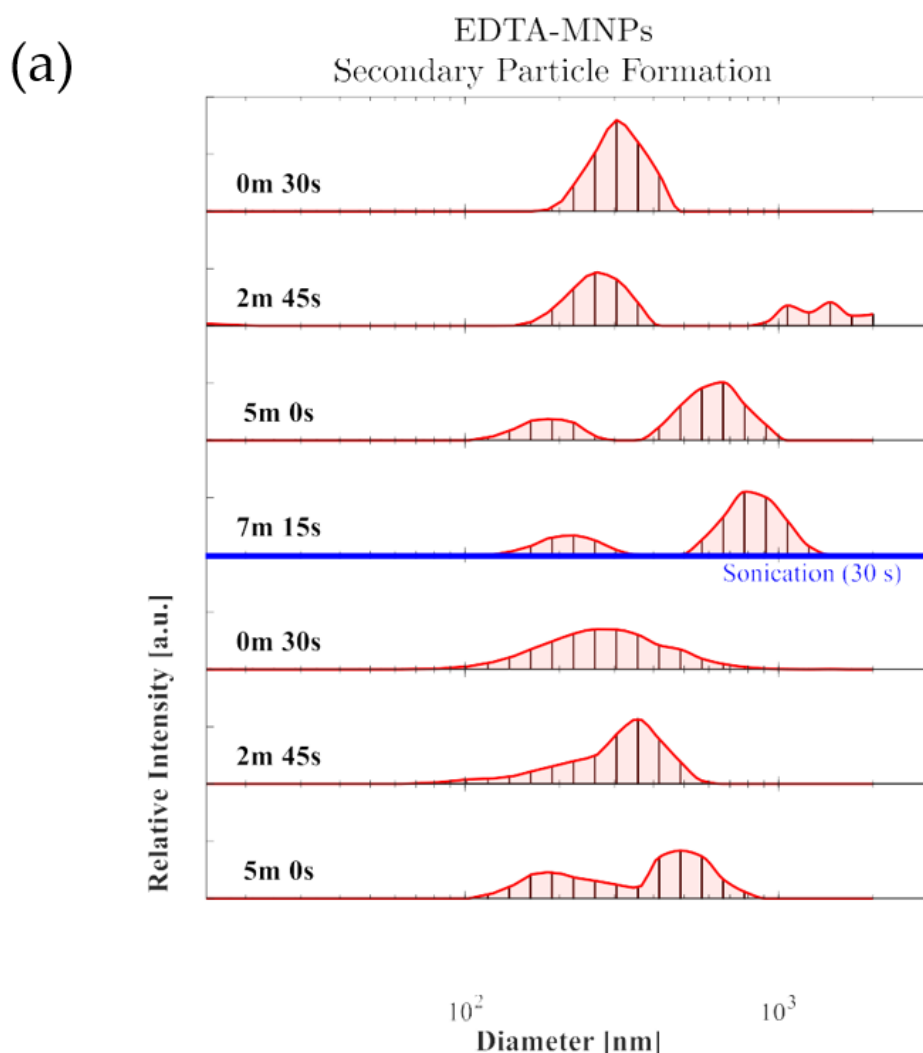 (a)
EDTA-MNPs
Secondary Particle Formation
0m 30s
2m 45s
5m 0s
7m 15s
Sonication (30 s)
0m 30s
2m 45s
5m 0s
Relative Intensity [a.u.]
10²
10³
Diameter [nm]